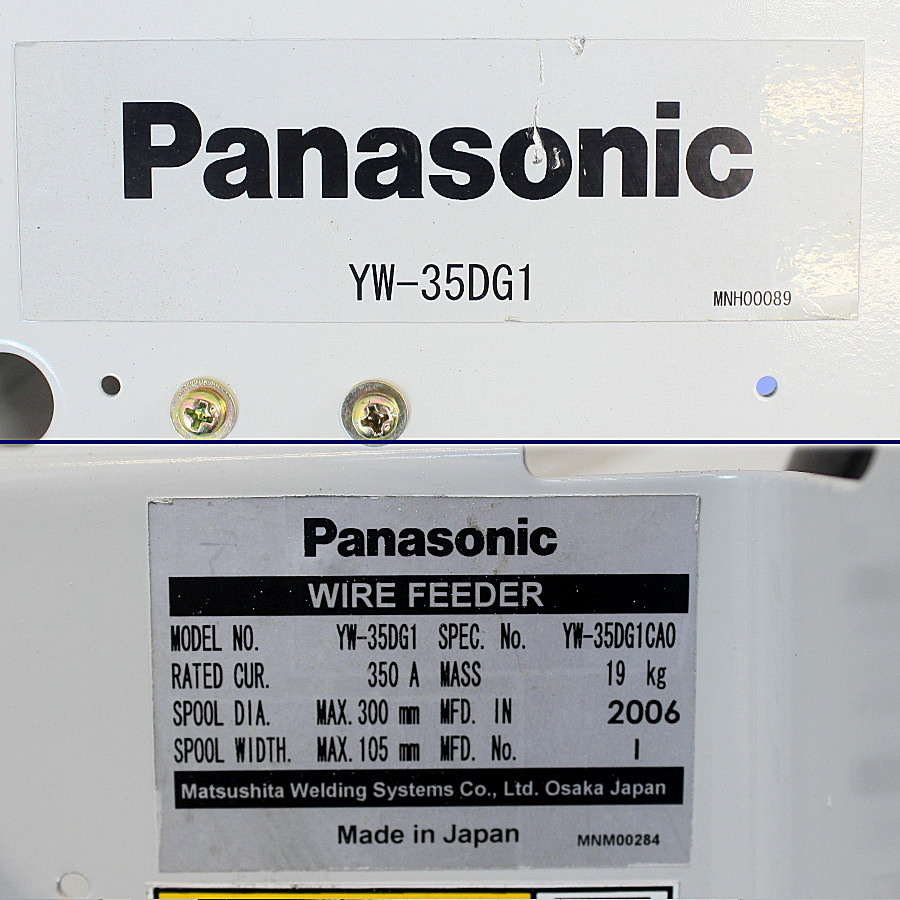 Panasonic
YW-35DG1
MNH00089
Panasonic
WIRE FEEDER
MODEL NO. YW-35DG1 SPEC. No. YW-35DG1CAO
RATED CUR. 350 A MASS 19 kg
SPOOL DIA. MAX. 300 mm MFD. IN 2006
SPOOL WIDTH. MAX. 105 mm MFD. No. 1
Matsushita Welding Systems Co., Ltd. Osaka Japan
Made in Japan
MNM00284